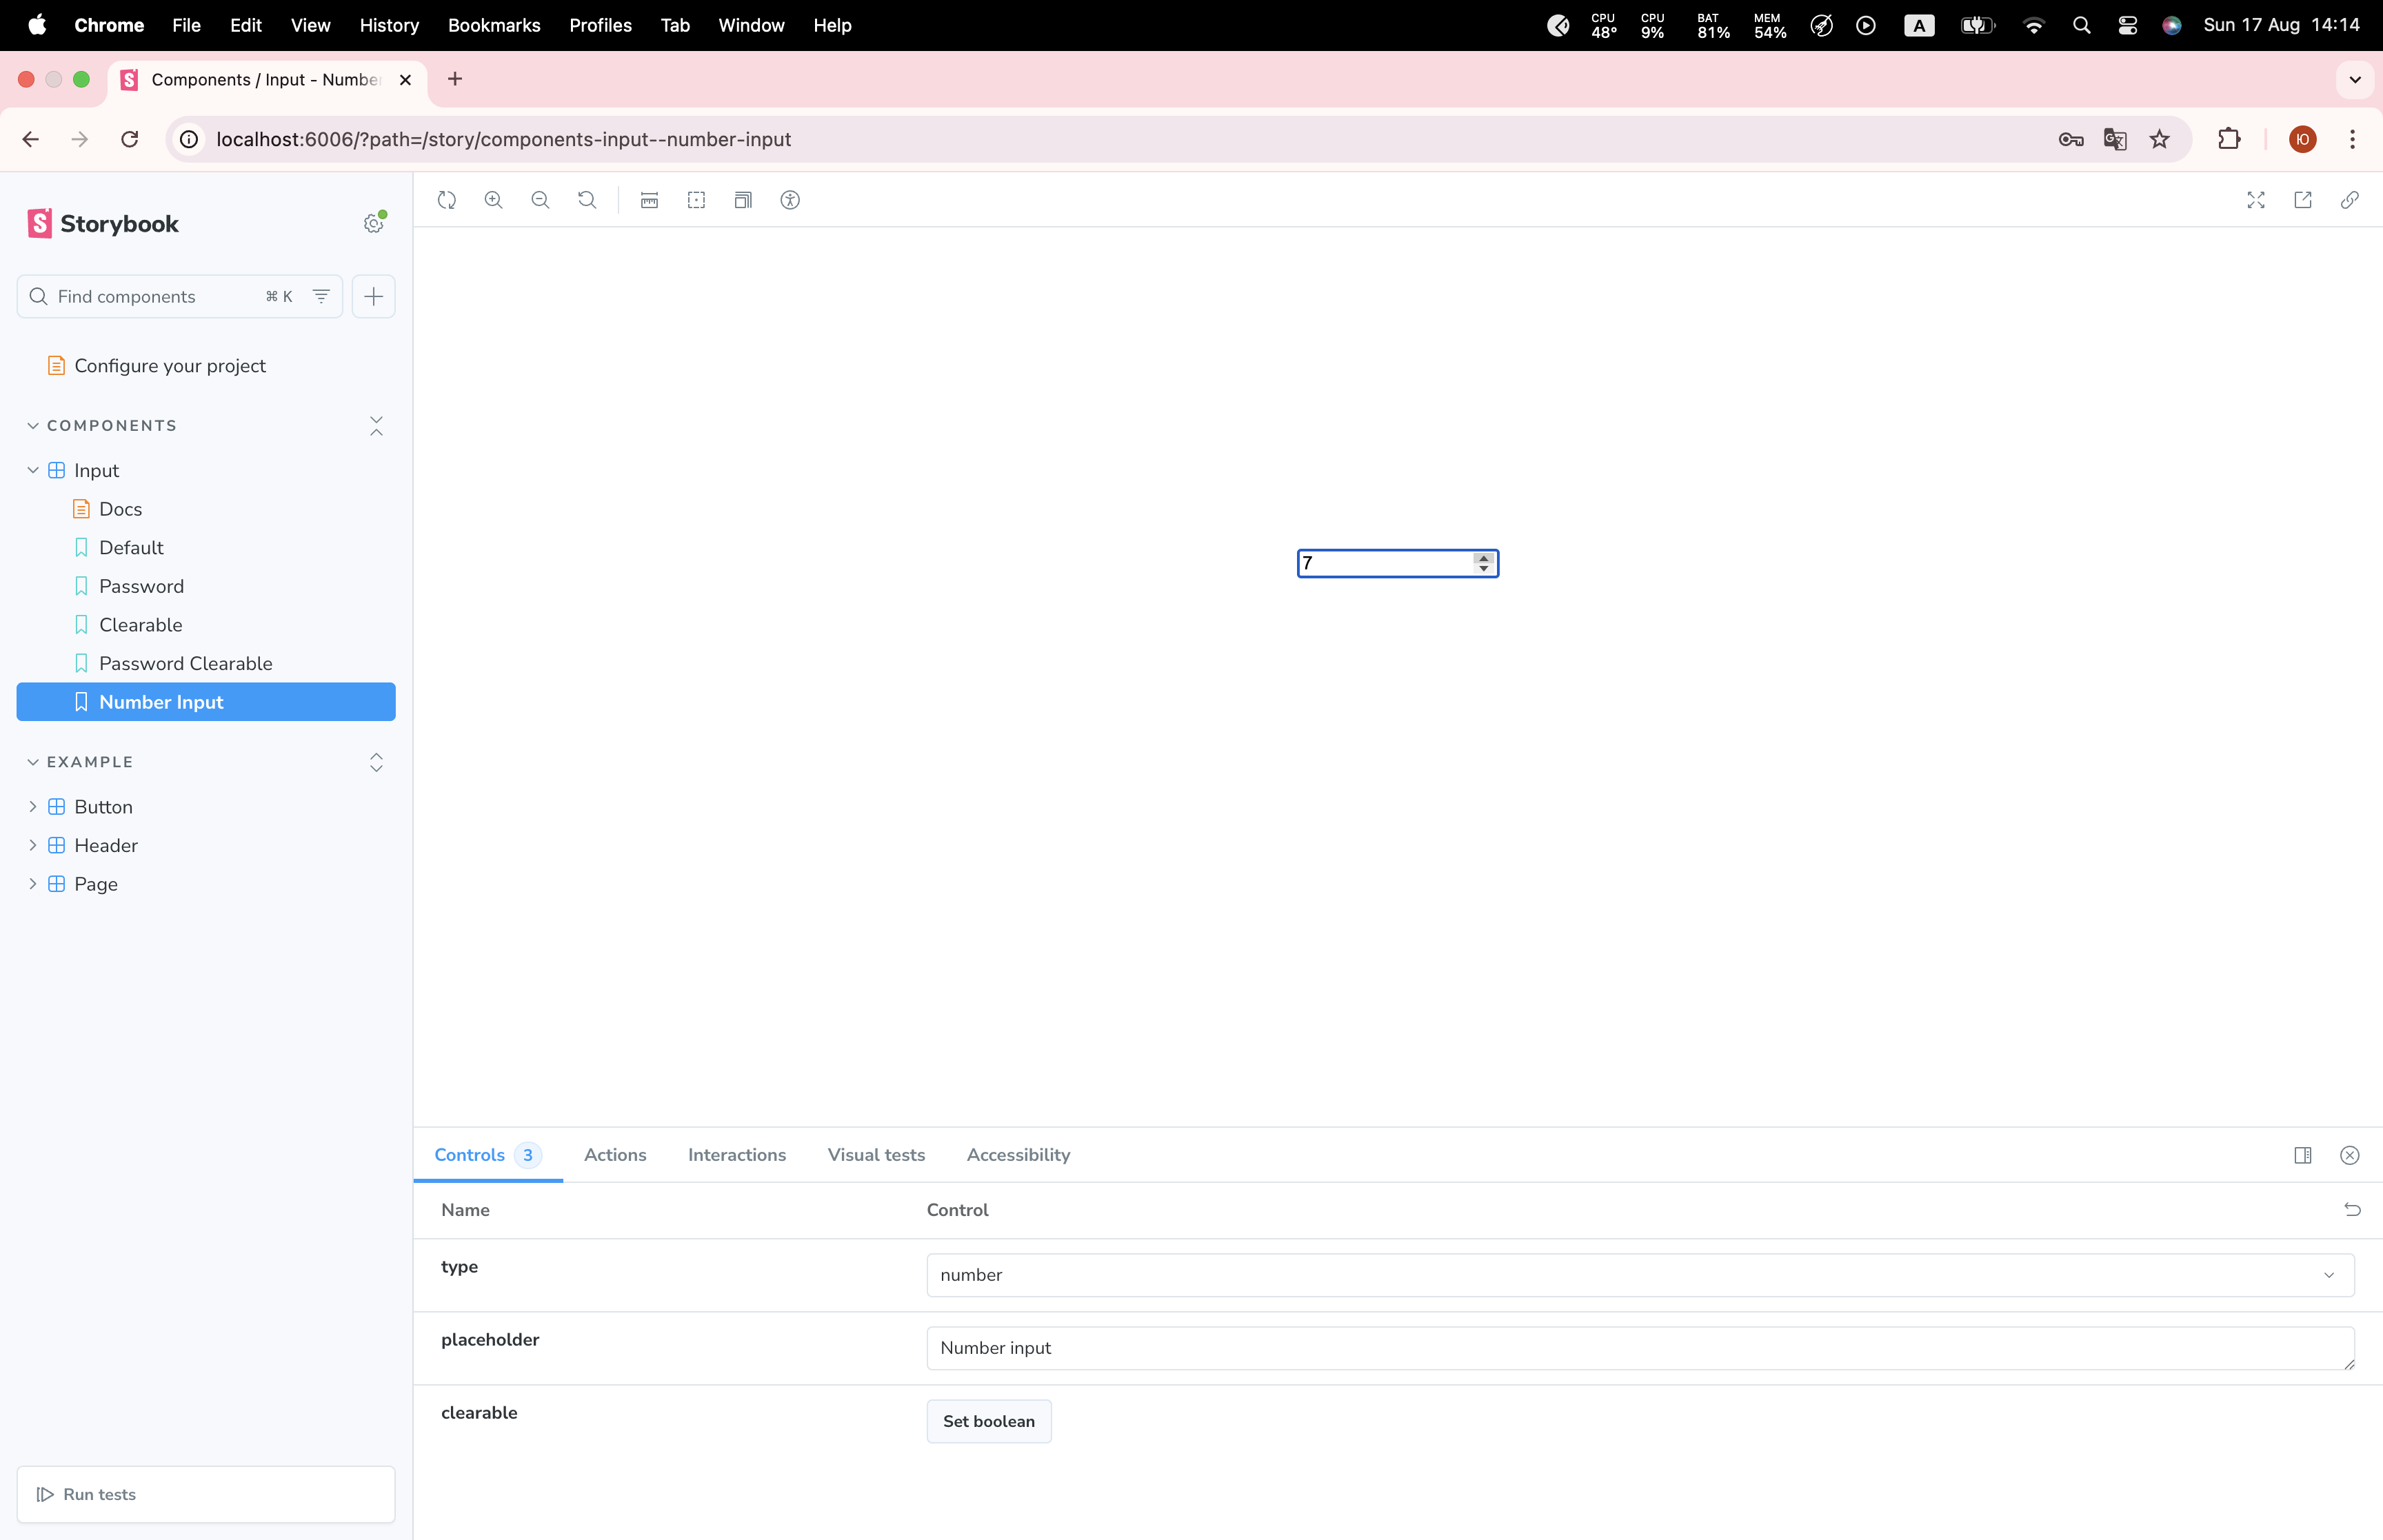 Chrome File Edit View History Bookmarks Profiles Tab Window Help CPU 48° CPU 9% BAT 81% MEM 54% A Sun 17 Aug 14:14
Components / Input - Number
localhost:6006/?path=/story/components-input--number-input Ю
Storybook
Find components ⌘ K
Configure your project
COMPONENTS
Input
Docs
Default
Password
Clearable
Password Clearable
Number Input
EXAMPLE
Button
Header
Page
Run tests
7
Controls 3 Actions Interactions Visual tests Accessibility
Name Control
type number
placeholder Number input
clearable Set boolean